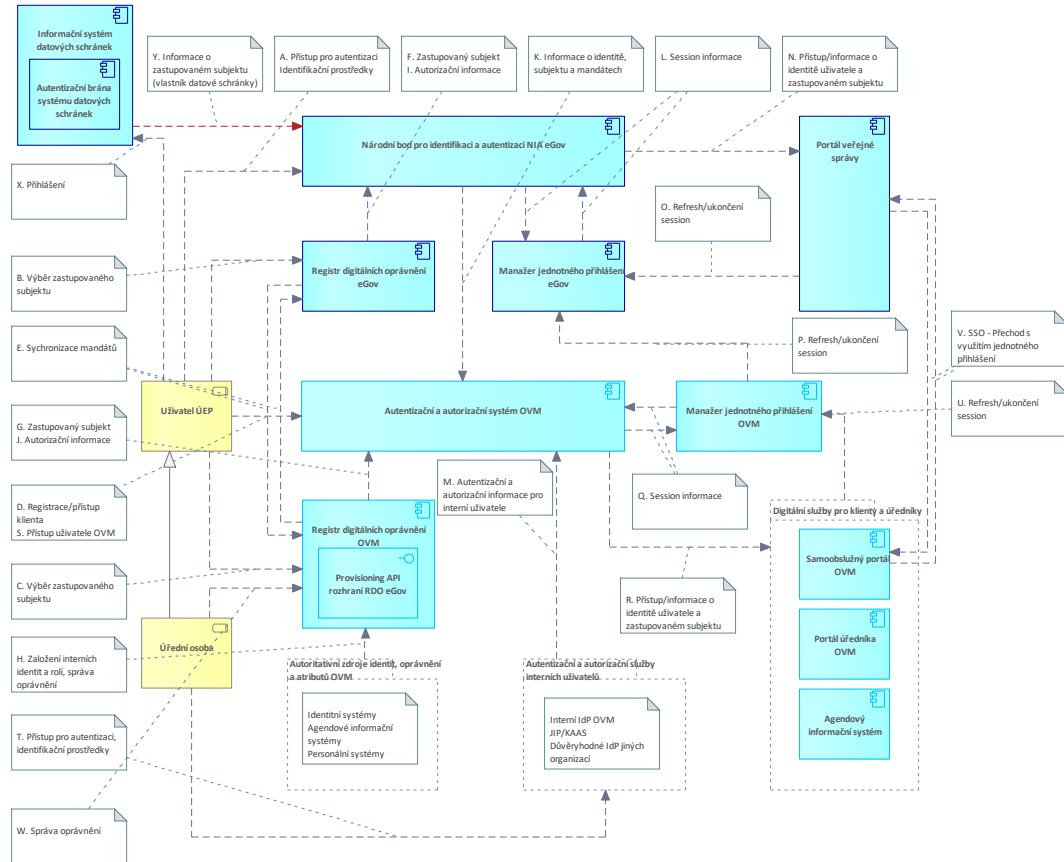 Informační systém
datových schránek
Autentizační brána
systému datových
schránek
Y. Informace o
zastupovaném subjektu
(vlastník datové schránky)
A. Přístup pro autentizaci
Identifikační prostředky
F. Zastupovaný subjekt
I. Autorizační informace
K. Informace o identitě,
subjektu a mandátech
L. Session informace
N. Přístup/informace o
identitě uživatele a
zastupovaném subjektu
Národní bod pro identifikaci a autentizaci NIA eGov
Portál veřejné
správy
X. Přihlášení
O. Refresh/ukončení
session
B. Výběr zastupovaného
subjektu
Registr digitálních oprávnění
eGov
Manažer jednotného přihlášení
eGov
E. Sychronizace mandátů
P. Refresh/ukončení
session
V. SSO - Přechod s
využitím jednotného
přihlášení
Uživatel ÚEP
Autentizační a autorizační systém OVM
Manažer jednotného přihlášení
OVM
U. Refresh/ukončení
session
G. Zastupovaný subjekt
J. Autorizační informace
M. Autentizační a
autorizační informace pro
interní uživatele
Q. Session informace
D. Registrace/přístup
klienta
S. Přístup uživatele OVM
Registr digitálních oprávnění
OVM
Provisioning API
rozhraní RDO eGov
Digitální služby pro klienty a úředníky
Samoobslužný portál
OVM
C. Výběr zastupovaného
subjektu
R. Přístup/informace o
identitě uživatele a
zastupovaném subjektu
Úřední osoba
Portál úředníka
OVM
H. Založení interních
identit a rolí, správa
oprávnění
Autoritativní zdroje identit, oprávnění
a atributů OVM
Identitní systémy
Agendové informační
systémy
Personální systémy
Autentizační a autorizační služby
interních uživatelů
Interní IdP OVM
JIP/KAAS
Důvěryhodné IdP jiných
organizací
Agendový
informační systém
T. Přístup pro autentizaci,
identifikační prostředky
W. Správa oprávnění